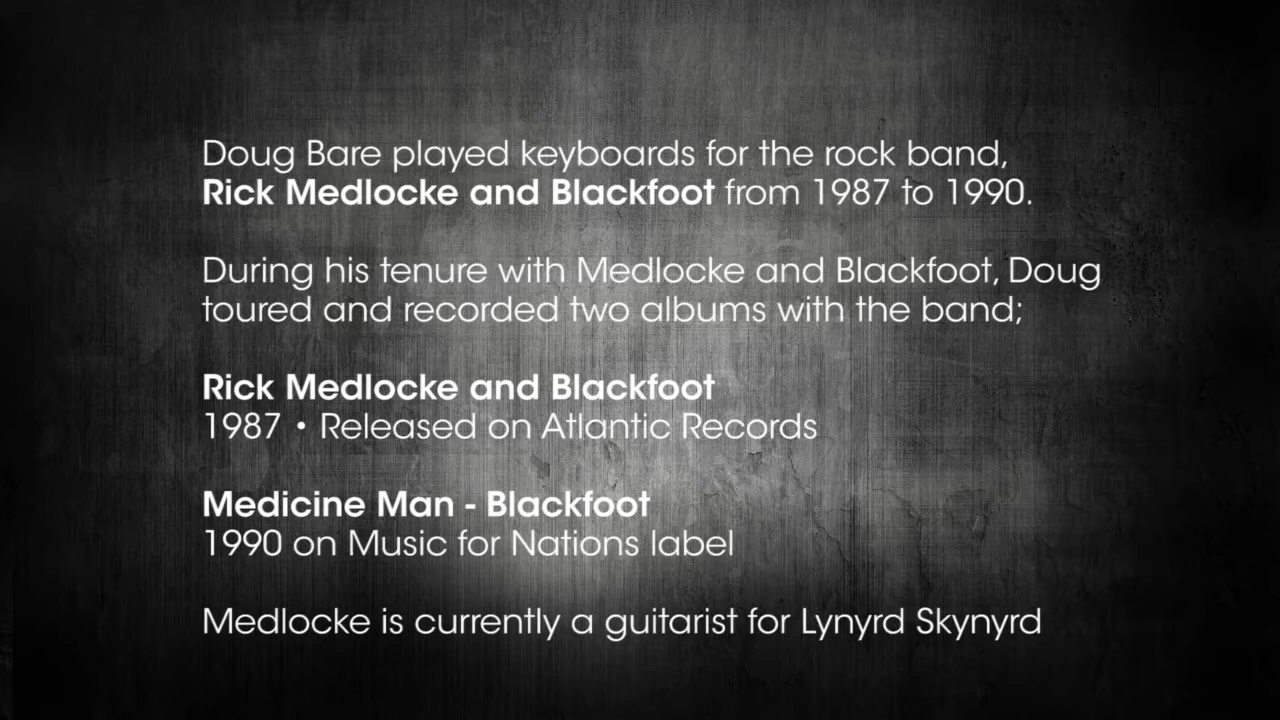 Doug Bare played keyboards for the rock band,
Rick Medlocke and Blackfoot from 1987 to 1990.
During his tenure with Medlocke and Blackfoot, Doug
toured and recorded two albums with the band;
Rick Medlocke and Blackfoot
1987 • Released on Atlantic Records
Medicine Man - Blackfoot
1990 on Music for Nations label
Medlocke is currently a guitarist for Lynyrd Skynyrd